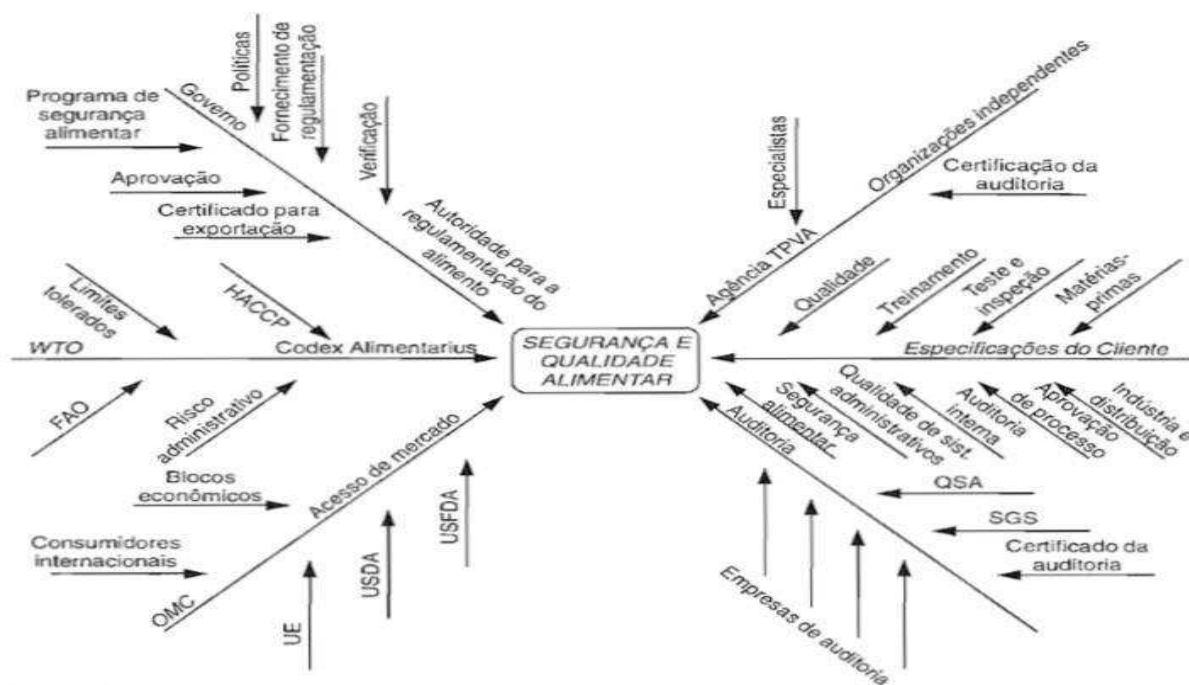 Programa de
segurança
alimentar
Aprovação
Certificado para
exportação
Governo
Políticas
Fornecimento de
regulamentação
Verificação
Autoridade para a
regulamentação do
alimento
Especialistas
Organizações independentes
Agência TPVA
Certificação da
auditoria
Limites
tolerados
HACCP
WTO
Codex Alimentarius
FAO
Risco
administrativo
SEGURANÇA E
QUALIDADE
ALIMENTAR
Qualidade
Treinamento
Teste e
inspeção
Matérias-
primas
Especificações do Cliente
Segurança
alimentar
Qualidade de sist.
administrativos
Auditoria
interna
Aprovação
de processo
Indústria e
distribuição
Blocos
econômicos
Consumidores
internacionais
Acesso de mercado
OMC
UE
USDA
USFDA
Auditoria
QSA
SGS
Certificado da
auditoria
Empresas de auditoria